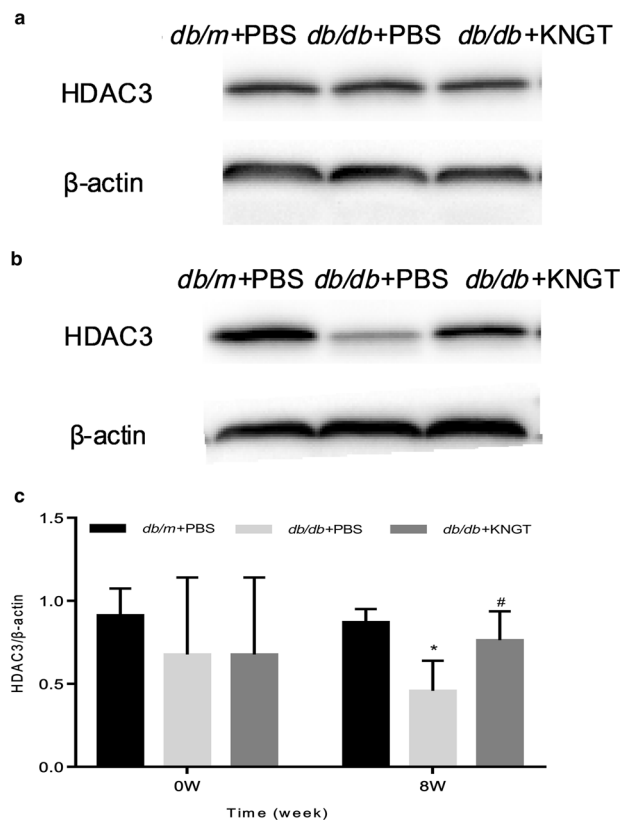 a
db/m+PBS db/db+PBS db/db+KNGT
HDAC3
β-actin
b
db/m+PBS db/db+PBS db/db+KNGT
HDAC3
β-actin
c
1.5
db/m+PBS db/db+PBS db/db+KNGT
1.0
#
*
0.5
0.0
HDAC3/β-actin
0W 8W
Time (week)